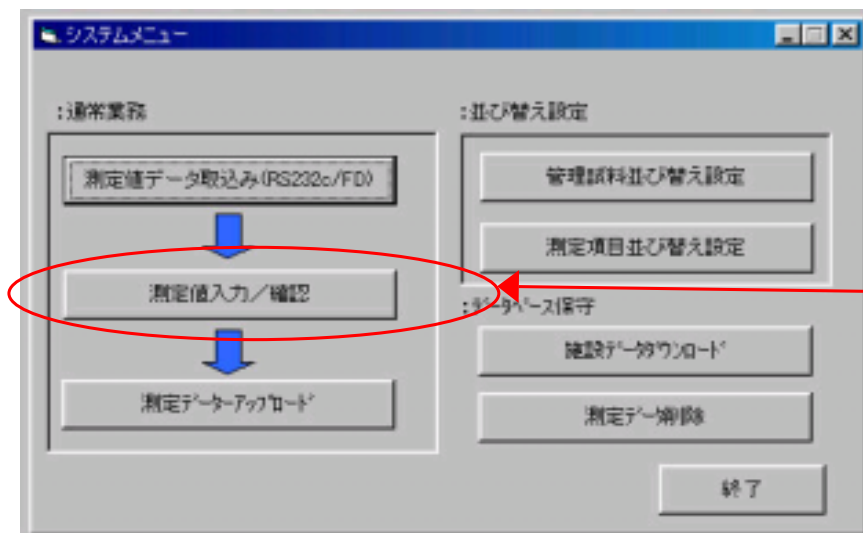 システムメニュー
:通常業務
測定値データ取込み(RS232c/FD)
測定値入力／確認
測定データーアップロード
:並び替え設定
管理試料並び替え設定
測定項目並び替え設定
:データベース保守
施設データダウンロード
測定データ削除
終了